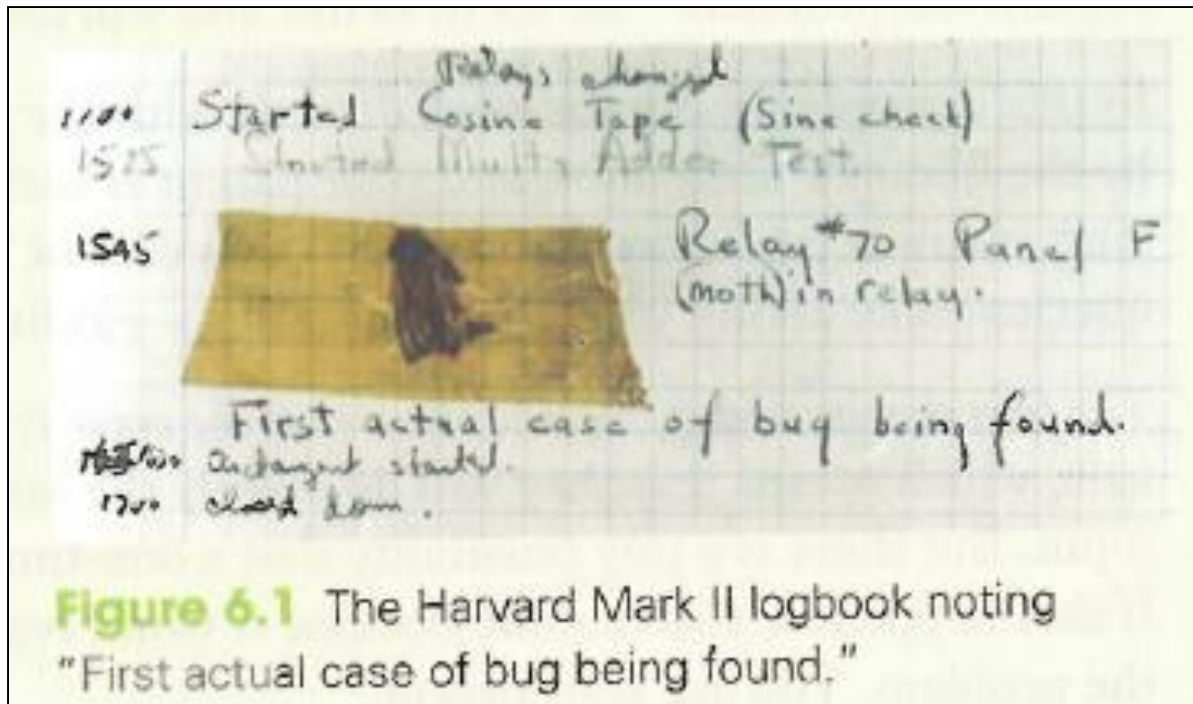 Relays changed
1100 Started Cosine Tape (Sine check)
1525 Started Mult+ Adder Test.
1545 Relay #70 Panel F
(moth) in relay.
First actual case of bug being found.
started.
1700 closed down.
Figure 6.1 The Harvard Mark II logbook noting
"First actual case of bug being found."